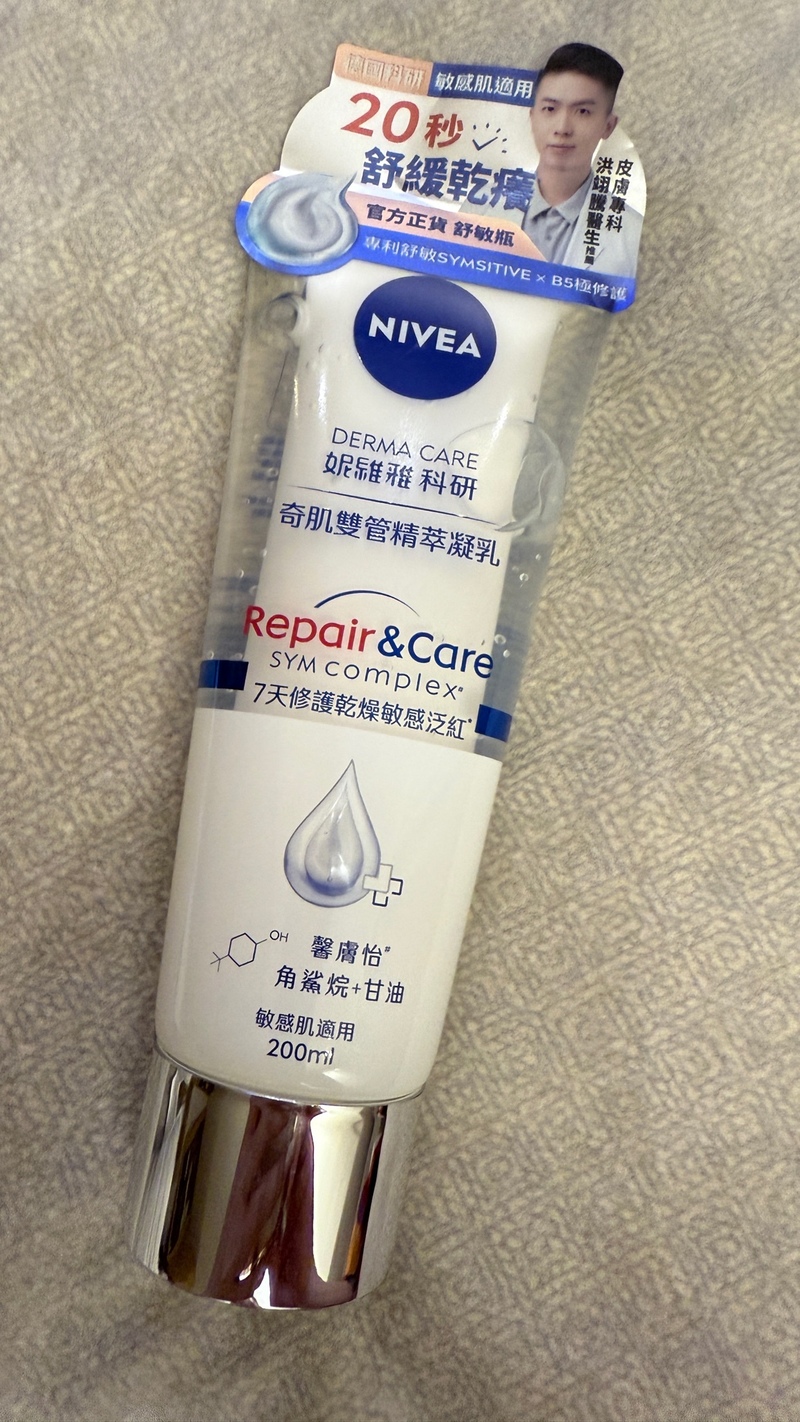 德國科研 敏感肌適用
20秒
舒緩乾癢
官方正貨 舒敏瓶
專利舒敏SYMSITIVE × B5極修護
皮膚專科
洪翊騰醫生推薦
NIVEA
DERMA CARE
妮維雅科研
奇肌雙管精萃凝乳
Repair&Care
SYM complex®
7天修護乾燥敏感泛紅*
OH
馨膚怡#
角鯊烷+甘油
敏感肌適用
200ml